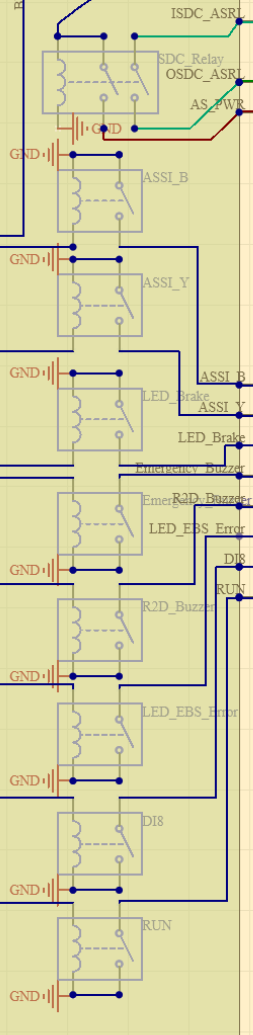 B
ISDC_ASRL
SDC_Relay
OSDC_ASRL
AS_PWR
GND
GND
ASSI_B
GND
ASSI_Y
GND
ASSI_B
LED_Brake
ASSI_Y
LED_Brake
Emergency_Buzzer
R2D_Buzzer
LED_EBS_Error
DI8
GND
RUN
R2D_Buzzer
GND
LED_EBS_Error
GND
DI8
GND
RUN
GND